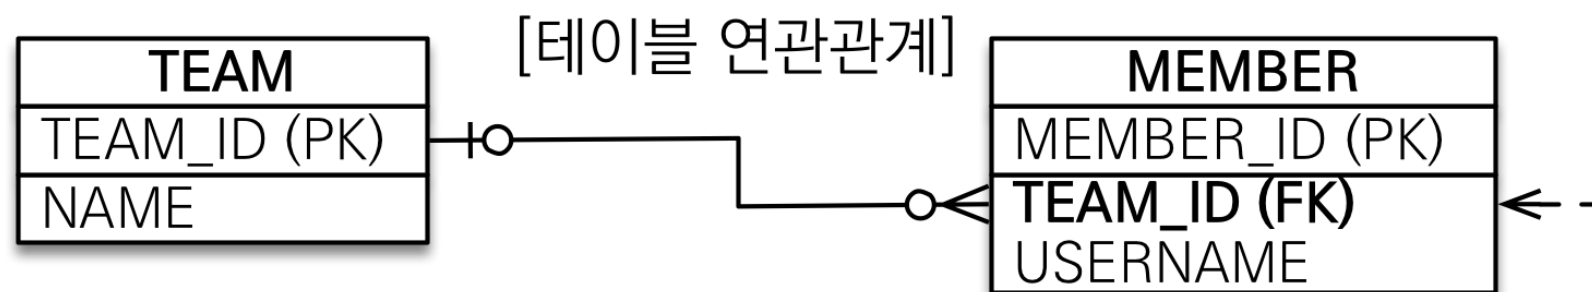 [테이블 연관관계]
TEAM
TEAM_ID (PK)
NAME
MEMBER
MEMBER_ID (PK)
TEAM_ID (FK)
USERNAME